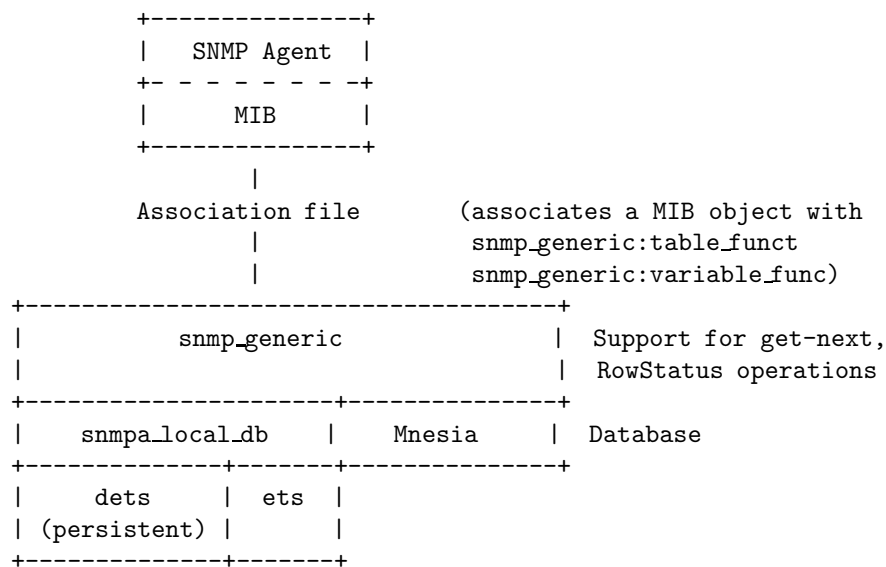 SNMP Agent
MIB
Association file (associates a MIB object with
snmp_generic:table_funct
snmp_generic:variable_func)
snmp_generic Support for get-next,
RowStatus operations
snmpa_local_db Mnesia Database
dets ets
(persistent)